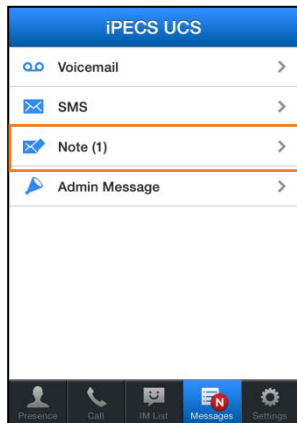 iPECS UCS
Voicemail
SMS
Note (1)
Admin Message
N
Presence Call IM List Messages Settings